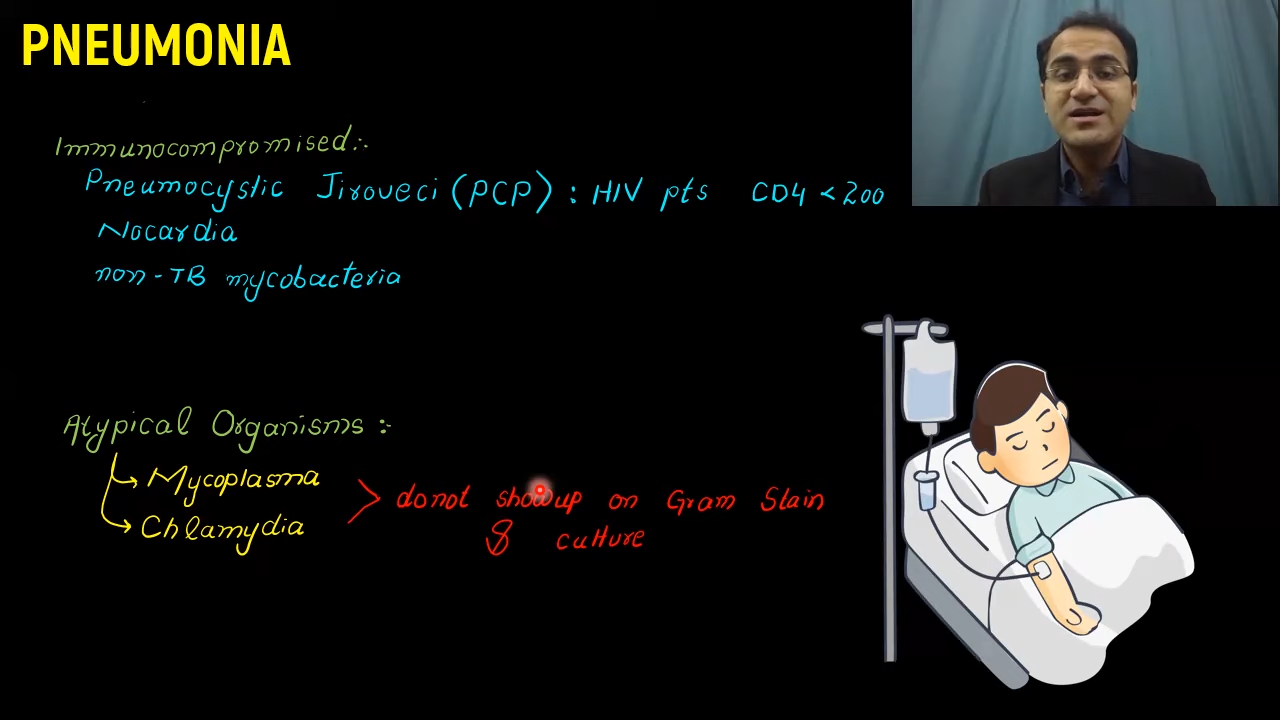 PNEUMONIA
Immunocompromised:-
Pneumocystic Jiroveci (PCP) : HIV pts CD4 < 200
Nocardia
non-TB mycobacteria
Atypical Organisms :-
Mycoplasma
Chlamydia
donot showup on Gram Stain
& culture